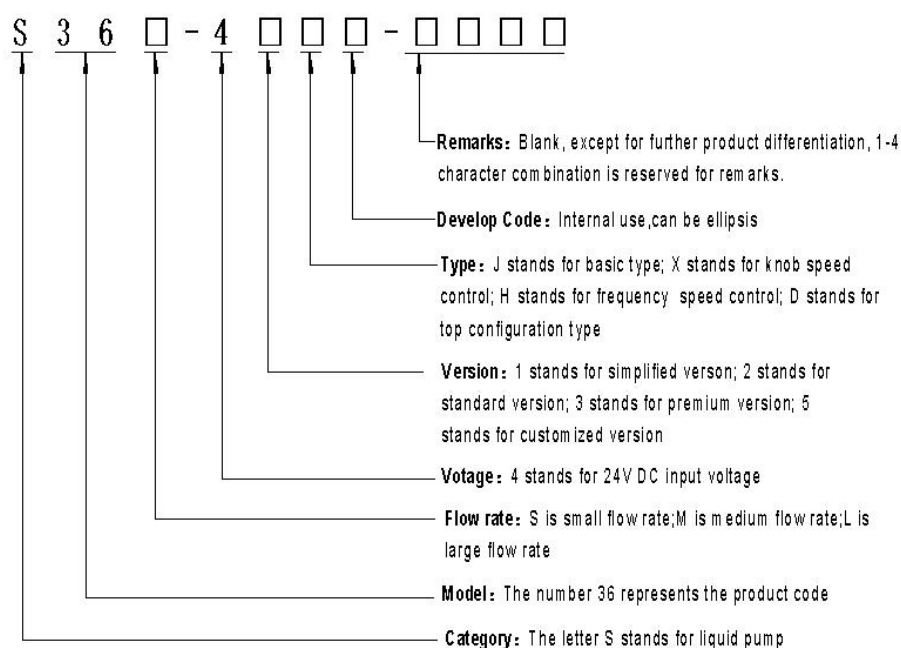 S 36 □ - 4 □ □ □ - □ □ □ □
Remarks: Blank, except for further product differentiation, 1-4
character combination is reserved for remarks.
Develop Code: Internal use,can be ellipsis
Type: J stands for basic type; X stands for knob speed
control; H stands for frequency speed control; D stands for
top configuration type
Version: 1 stands for simplified verson; 2 stands for
standard version; 3 stands for premium version; 5
stands for customized version
Votage: 4 stands for 24V DC input voltage
Flow rate: S is small flow rate;M is medium flow rate;L is
large flow rate
Model: The number 36 represents the product code
Category: The letter S stands for liquid pump